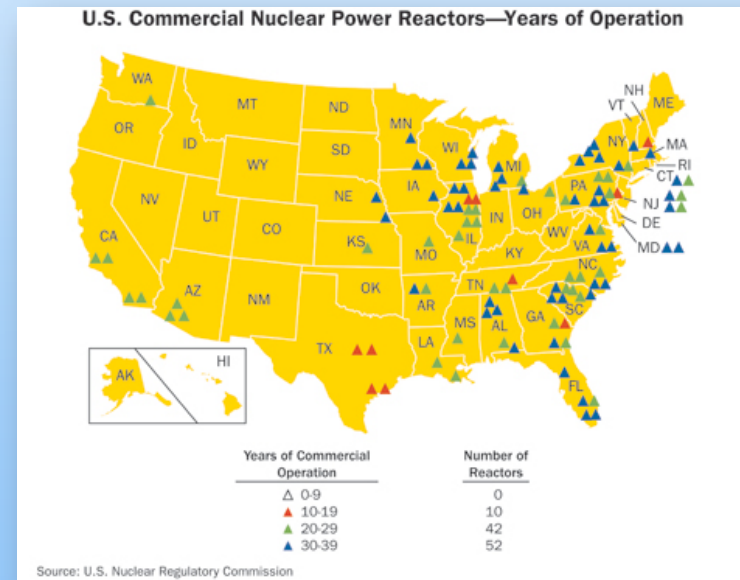 U.S. Commercial Nuclear Power Reactors—Years of Operation
WA
MT
ND
MN
VT
NH
ME
OR
ID
WY
SD
WI
MI
NY
MA
RI
CT
NV
UT
CO
NE
IA
IL
IN
OH
PA
NJ
DE
MD
CA
AZ
NM
KS
MO
KY
WV
VA
OK
AR
TN
NC
SC
TX
LA
MS
AL
GA
FL
AK
HI
Years of Commercial Operation
Number of Reactors
0-9 0
10-19 10
20-29 42
30-39 52
Source: U.S. Nuclear Regulatory Commission